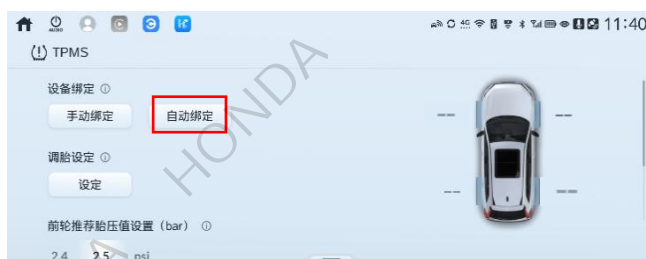 11:40
(!) TPMS
设备绑定
手动绑定 自动绑定
-- --
调胎设定
设定
-- --
前轮推荐胎压值设置（bar）
2.4 2.5 psi
HONDA